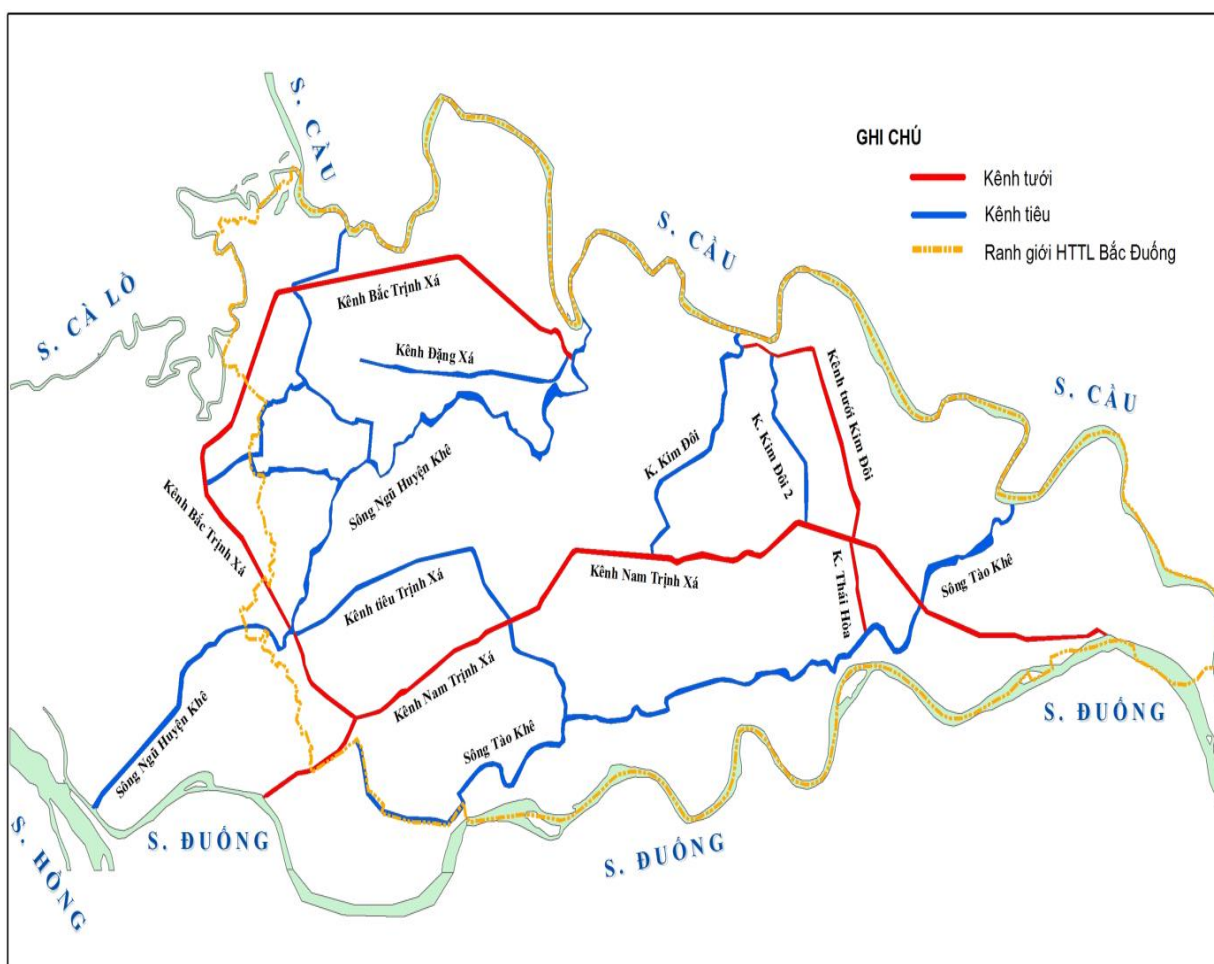 S. CẦU
GHI CHÚ
Kênh tưới
Kênh tiêu
Ranh giới HTTL Bắc Đuống
S. CẦU
S. CÀ LỒ
Kênh Bắc Trịnh Xá
Kênh Đặng Xá
Kênh tưới Kim Đôi
S. CẦU
K. Kim Đôi
K. Kim Đôi 2
Sông Ngũ Huyện Khê
Kênh Bắc Trịnh Xá
Kênh tiêu Trịnh Xá
Kênh Nam Trịnh Xá
K. Thái Hòa
Sông Tào Khê
Kênh Nam Trịnh Xá
Sông Ngũ Huyện Khê
Sông Tào Khê
S. ĐUỐNG
S. HỒNG
S. ĐUỐNG
S. ĐUỐNG